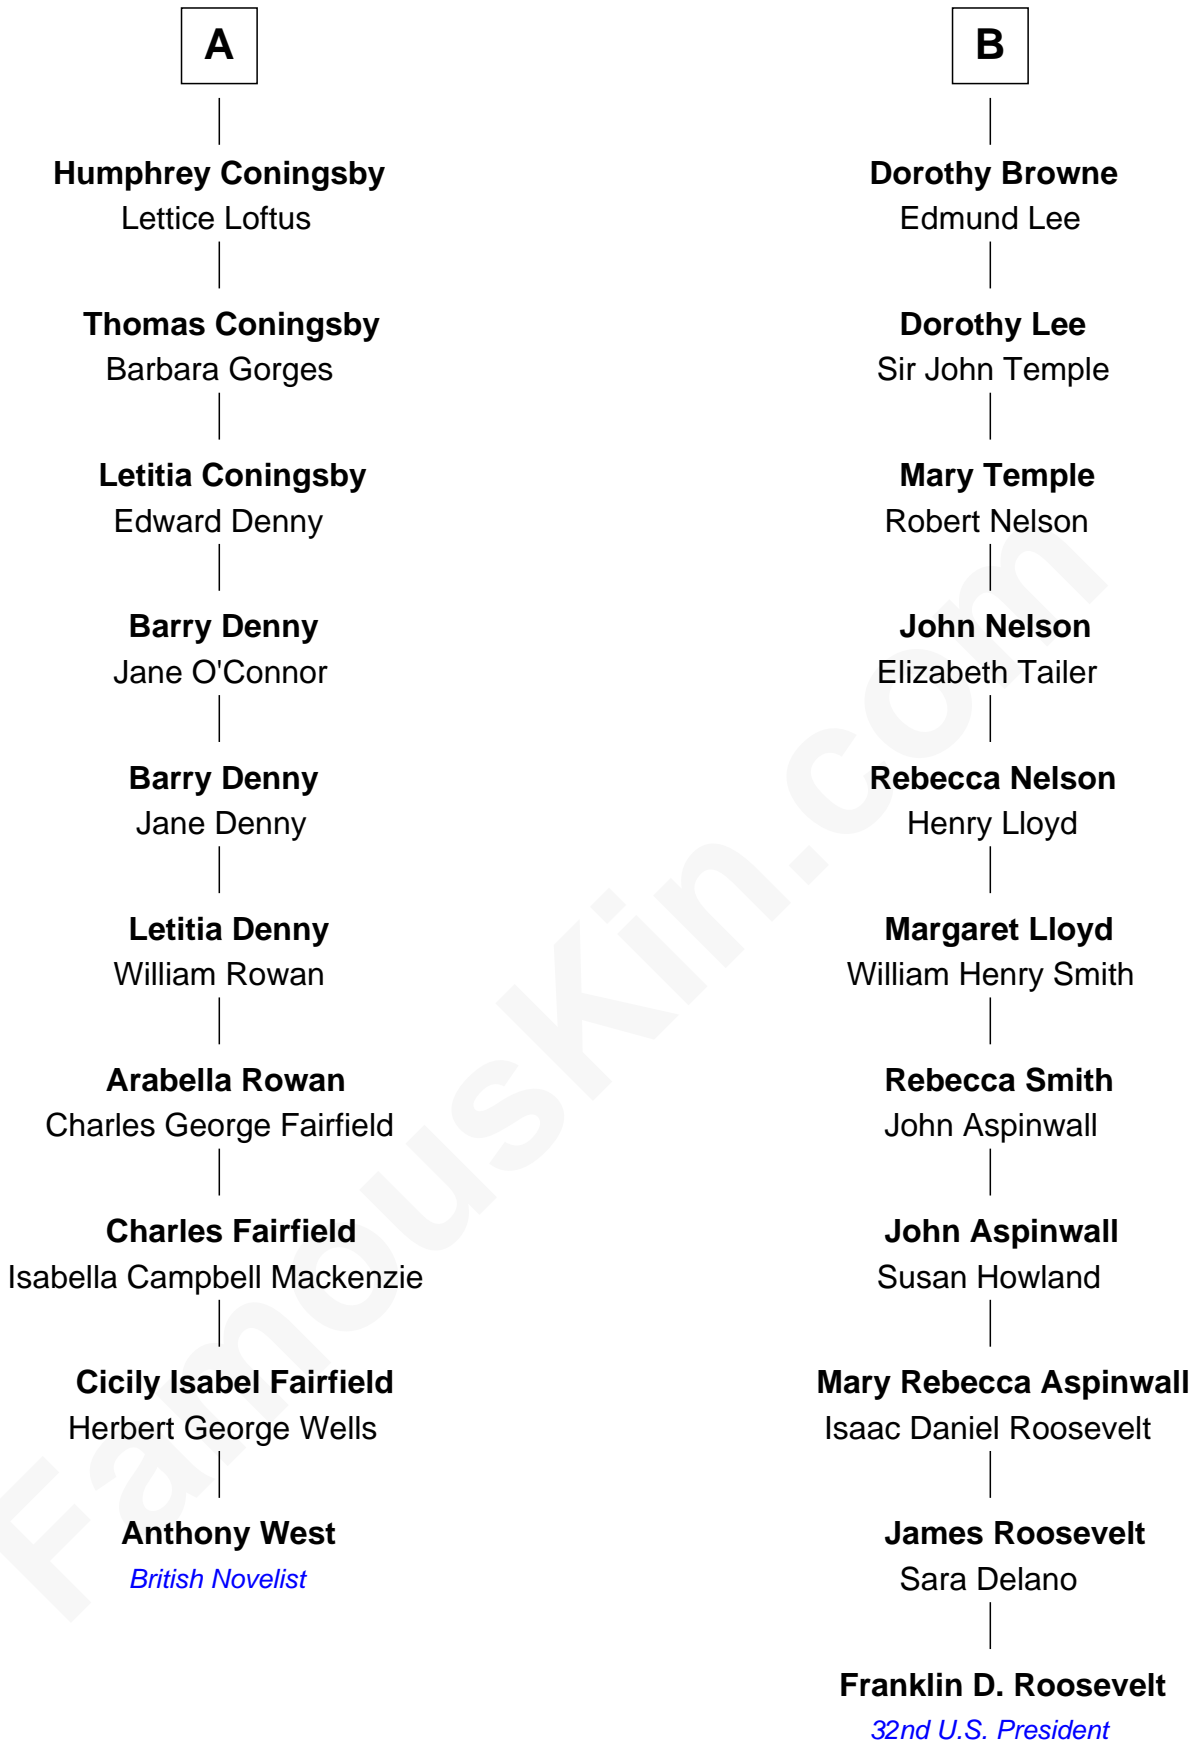 A
Humphrey Coningsby
Lettice Loftus
Thomas Coningsby
Barbara Gorges
Letitia Coningsby
Edward Denny
Barry Denny
Jane O'Connor
Barry Denny
Jane Denny
Letitia Denny
William Rowan
Arabella Rowan
Charles George Fairfield
Charles Fairfield
Isabella Campbell Mackenzie
Cicily Isabel Fairfield
Herbert George Wells
Anthony West
British Novelist
B
Dorothy Browne
Edmund Lee
Dorothy Lee
Sir John Temple
Mary Temple
Robert Nelson
John Nelson
Elizabeth Tailer
Rebecca Nelson
Henry Lloyd
Margaret Lloyd
William Henry Smith
Rebecca Smith
John Aspinwall
John Aspinwall
Susan Howland
Mary Rebecca Aspinwall
Isaac Daniel Roosevelt
James Roosevelt
Sara Delano
Franklin D. Roosevelt
32nd U.S. President
FamousKin.com